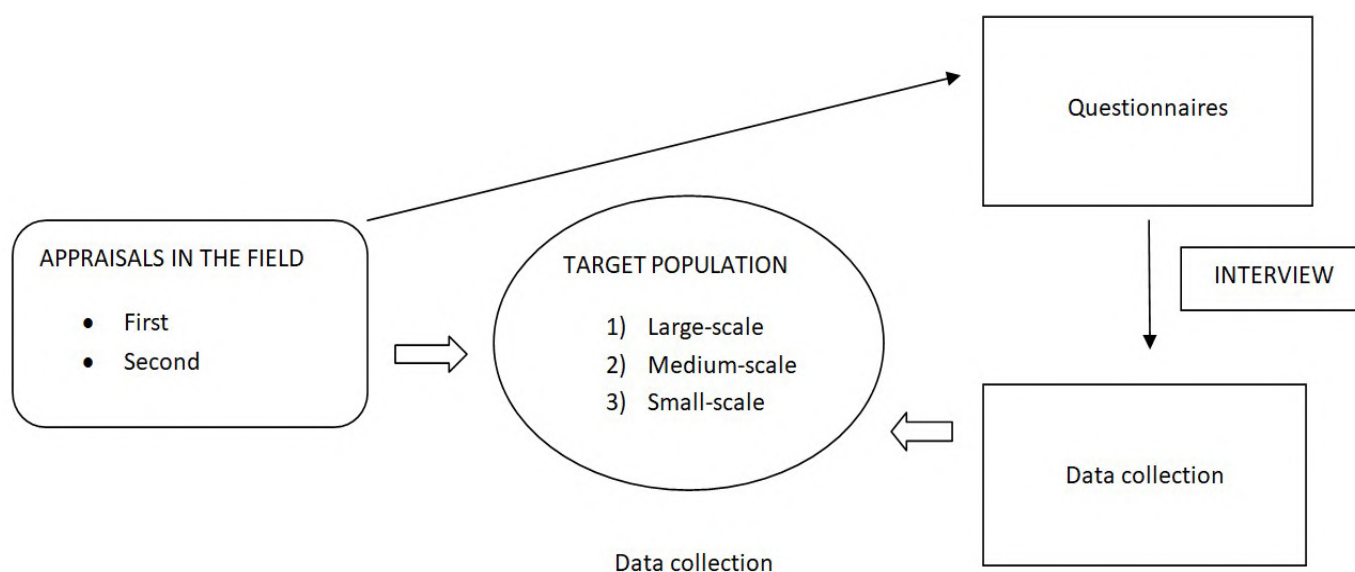 Questionnaires
APPRAISALS IN THE FIELD
• First
• Second
TARGET POPULATION
1) Large-scale
2) Medium-scale
3) Small-scale
INTERVIEW
Data collection
Data collection